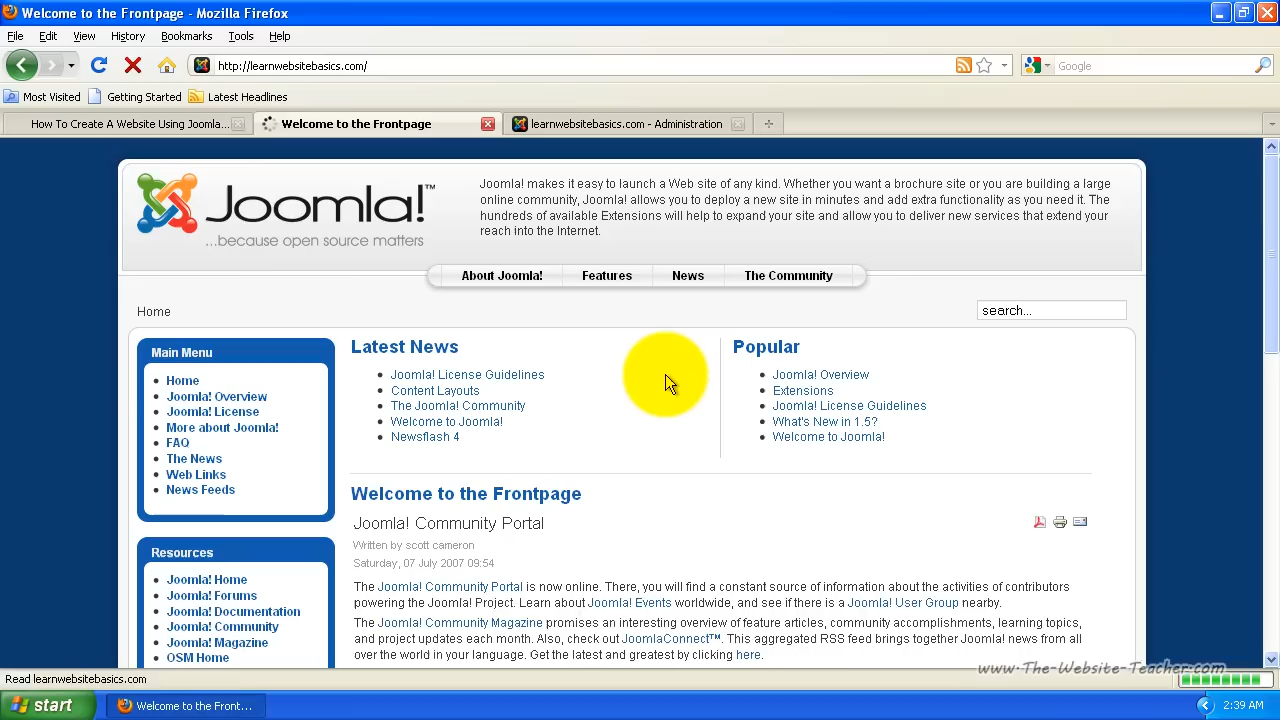 Welcome to the Frontpage - Mozilla Firefox
File Edit View History Bookmarks Tools Help
http://learnwebsitebasics.com/
Google
Most Visited Getting Started Latest Headlines
How To Create A Website Using Joomla... Welcome to the Frontpage learnwebsitebasics.com - Administration
Joomla!™
...because open source matters
Joomla! makes it easy to launch a Web site of any kind. Whether you want a brochure site or you are building a large
online community, Joomla! allows you to deploy a new site in minutes and add extra functionality as you need it. The
hundreds of available Extensions will help to expand your site and allow you to deliver new services that extend your
reach into the Internet.
About Joomla! Features News The Community
Home
search...
Main Menu
Home
Joomla! Overview
Joomla! License
More about Joomla!
FAQ
The News
Web Links
News Feeds
Resources
Joomla! Home
Joomla! Forums
Joomla! Documentation
Joomla! Community
Joomla! Magazine
OSM Home
Latest News
Joomla! License Guidelines
Content Layouts
The Joomla! Community
Welcome to Joomla!
Newsflash 4
Popular
Joomla! Overview
Extensions
Joomla! License Guidelines
What's New in 1.5?
Welcome to Joomla!
Welcome to the Frontpage
Joomla! Community Portal
Written by scott cameron
Saturday, 07 July 2007 09:54
The Joomla! Community Portal is now online. There, you will find a constant source of information about the activities of contributors
powering the Joomla! Project. Learn about Joomla! Events worldwide, and see if there is a Joomla! User Group nearby.
The Joomla! Community Magazine promises an interesting overview of feature articles, community accomplishments, learning topics,
and project updates each month. Also, check out JoomlaConnect™. This aggregated RSS feed brings together Joomla! news from all
over the world in your language. Get the latest and greatest by clicking here.
www.The-Website-Teacher.com
Read learnwebsitebasics.com
start Welcome to the Front... 2:39 AM